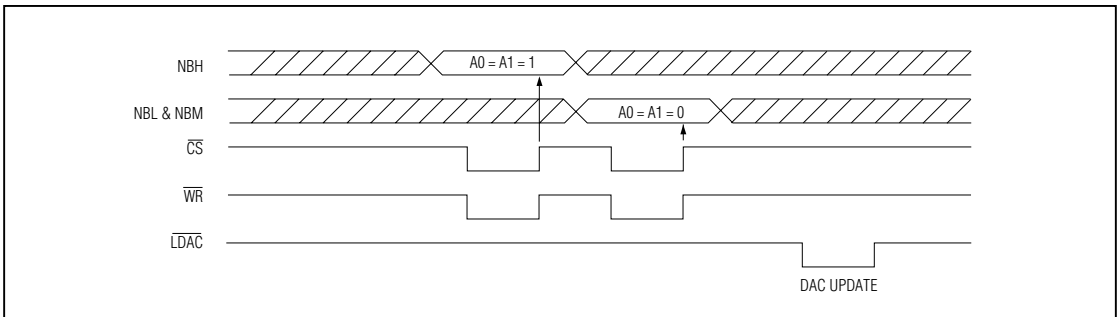 NBH
A0 = A1 = 1
NBL & NBM
A0 = A1 = 0
CS
WR
LDAC
DAC UPDATE